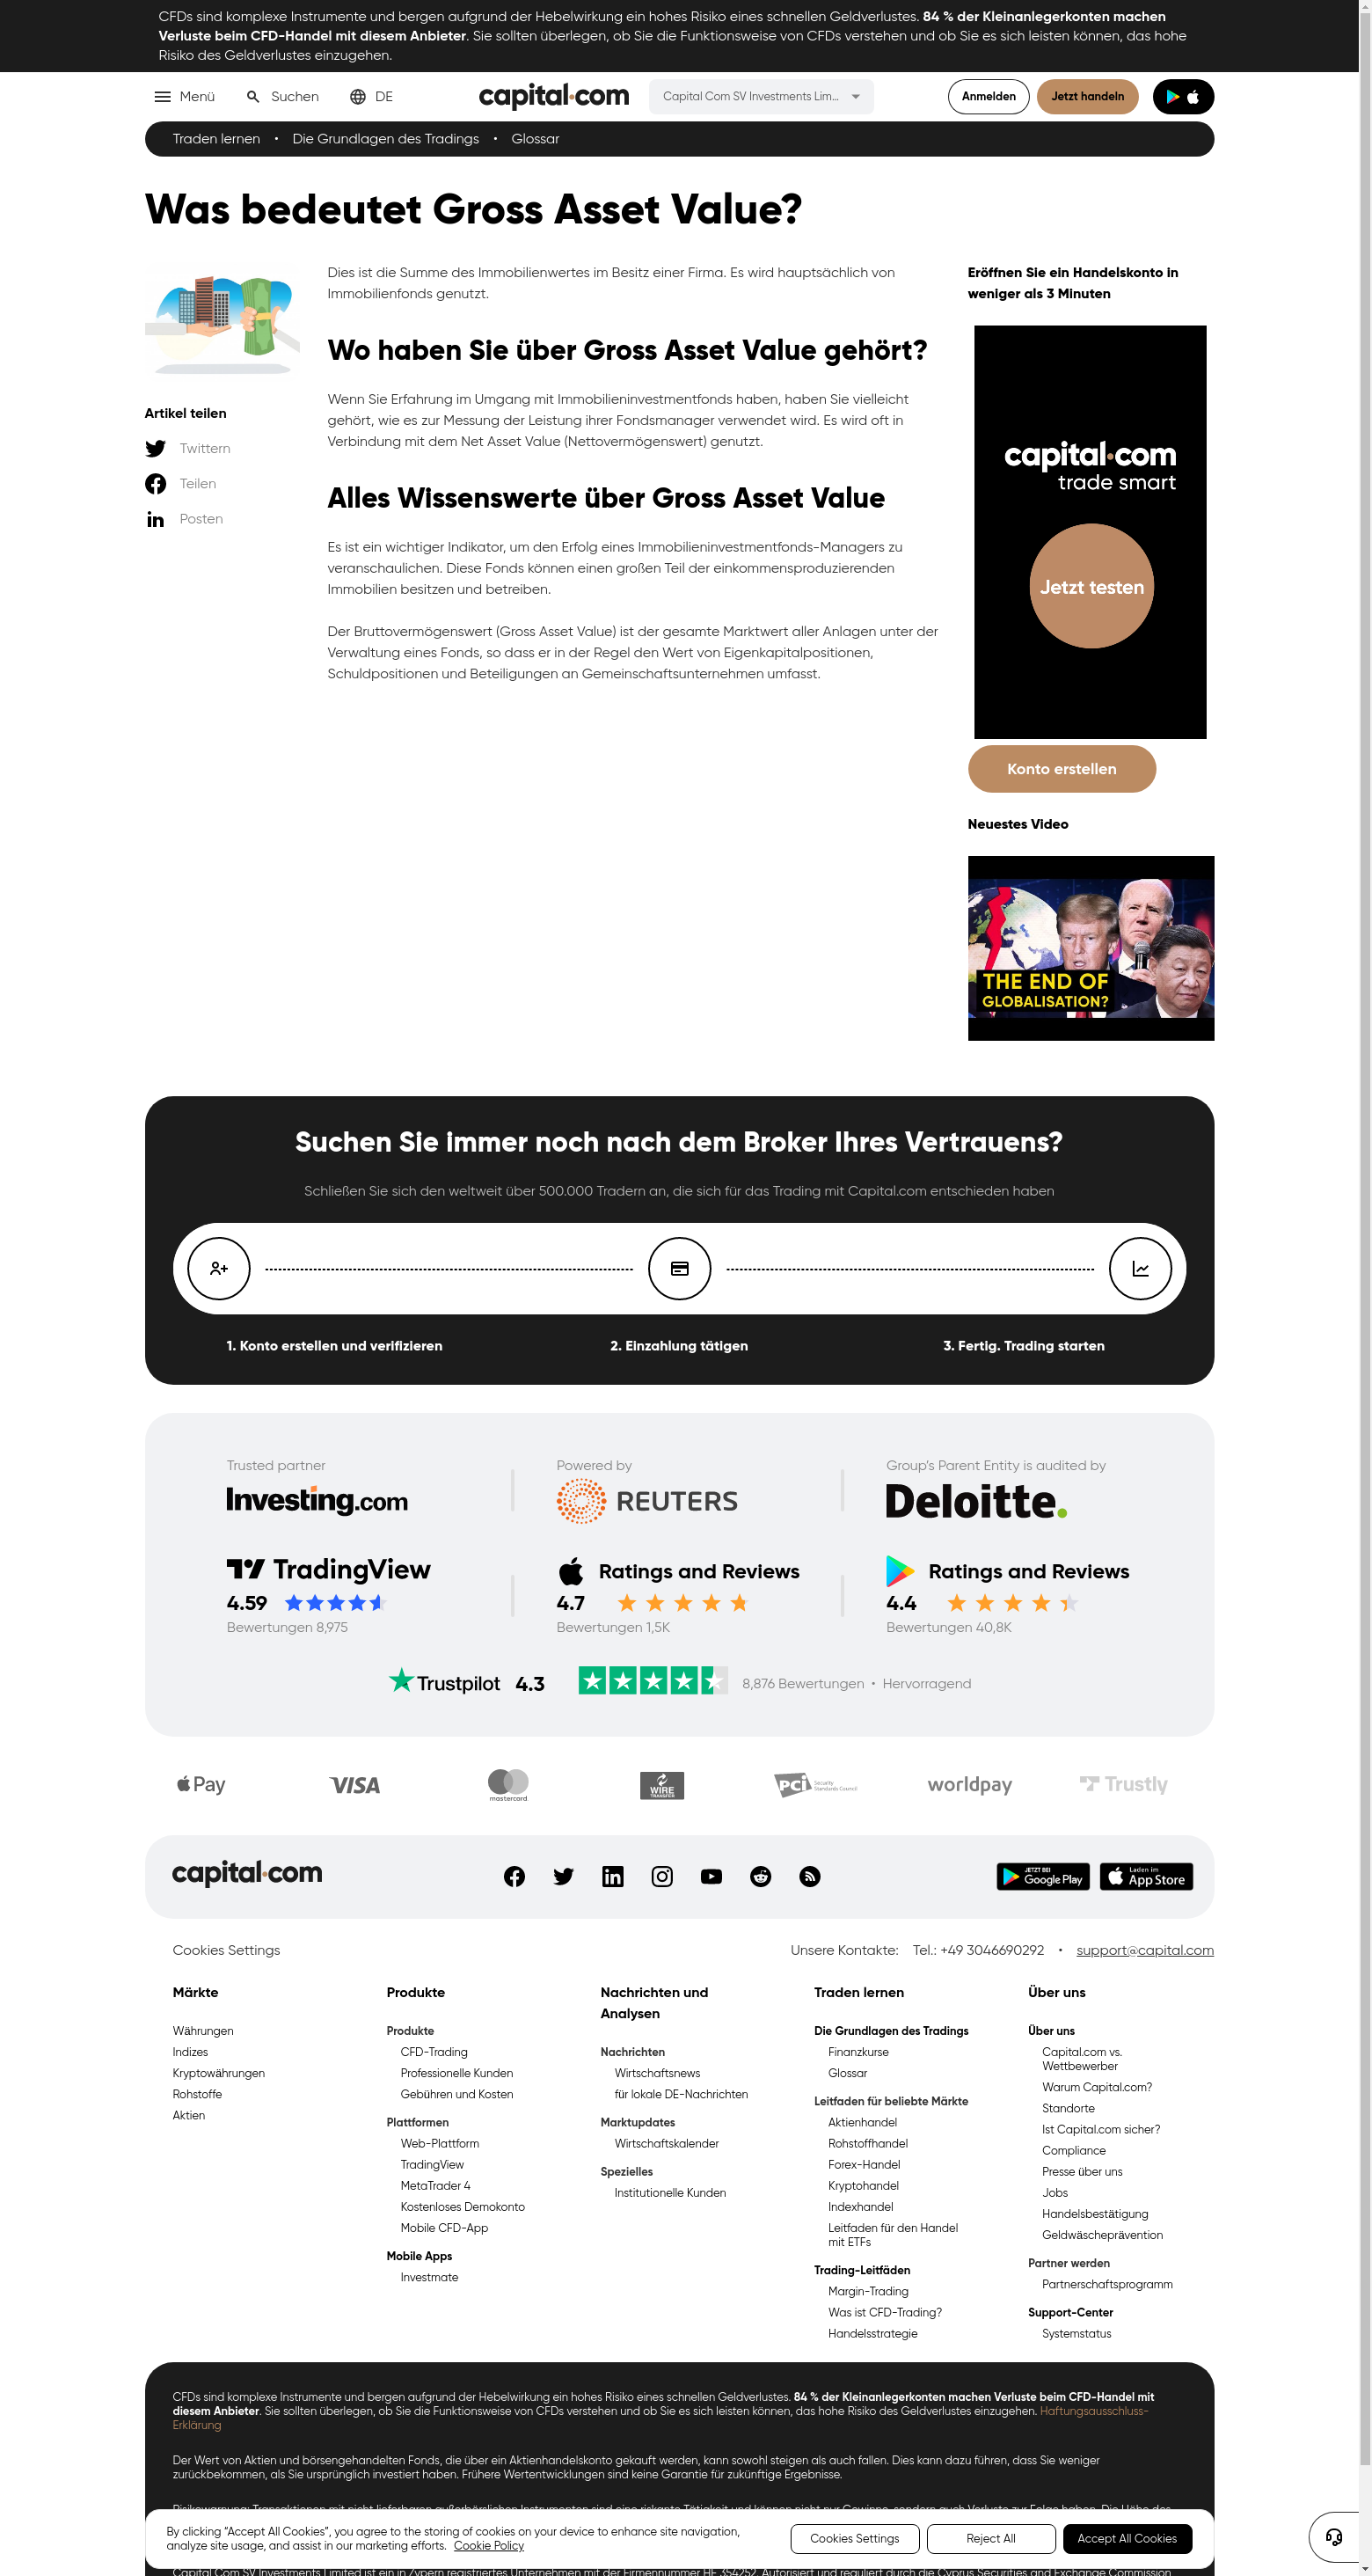 CFDs sind komplexe Instrumente und bergen aufgrund der Hebelwirkung ein hohes Risiko eines schnellen Geldverlustes. 84 % der Kleinanlegerkonten machen
Verluste beim CFD-Handel mit diesem Anbieter. Sie sollten überlegen, ob Sie die Funktionsweise von CFDs verstehen und ob Sie es sich leisten können, das hohe
Risiko des Geldverlustes einzugehen.
Menü
Suchen
DE
capital.com
Capital Com SV Investments Lim...
Anmelden
Jetzt handeln
Traden lernen • Die Grundlagen des Tradings • Glossar
Was bedeutet Gross Asset Value?
Artikel teilen
Twittern
Teilen
Posten
Dies ist die Summe des Immobilienwertes im Besitz einer Firma. Es wird hauptsächlich von
Immobilienfonds genutzt.
Wo haben Sie über Gross Asset Value gehört?
Wenn Sie Erfahrung im Umgang mit Immobilieninvestmentfonds haben, haben Sie vielleicht
gehört, wie es zur Messung der Leistung ihrer Fondsmanager verwendet wird. Es wird oft in
Verbindung mit dem Net Asset Value (Nettovermögenswert) genutzt.
Alles Wissenswerte über Gross Asset Value
Es ist ein wichtiger Indikator, um den Erfolg eines Immobilieninvestmentfonds-Managers zu
veranschaulichen. Diese Fonds können einen großen Teil der einkommensproduzierenden
Immobilien besitzen und betreiben.
Der Bruttovermögenswert (Gross Asset Value) ist der gesamte Marktwert aller Anlagen unter der
Verwaltung eines Fonds, so dass er in der Regel den Wert von Eigenkapitalpositionen,
Schuldpositionen und Beteiligungen an Gemeinschaftsunternehmen umfasst.
Eröffnen Sie ein Handelskonto in
weniger als 3 Minuten
capital.com
trade smart
Jetzt testen
Konto erstellen
Neuestes Video
THE END OF
GLOBALISATION?
Suchen Sie immer noch nach dem Broker Ihres Vertrauens?
Schließen Sie sich den weltweit über 500.000 Tradern an, die sich für das Trading mit Capital.com entschieden haben
1. Konto erstellen und verifizieren
2. Einzahlung tätigen
3. Fertig. Trading starten
Trusted partner
Investing.com
Powered by
REUTERS
Group's Parent Entity is audited by
Deloitte.
TradingView
4.59
Bewertungen 8,975
Ratings and Reviews
4.7
Bewertungen 1,5K
Ratings and Reviews
4.4
Bewertungen 40,8K
Trustpilot 4.3
8,876 Bewertungen • Hervorragend
Pay
VISA
mastercard
WIRE
TRANSFER
PCi Security
Standards Council
worldpay
Trustly
capital.com
JETZT BEI
Google Play
Laden im
App Store
Cookies Settings
Unsere Kontakte: Tel.: +49 3046690292 • support@capital.com
Märkte
Währungen
Indizes
Kryptowährungen
Rohstoffe
Aktien
Produkte
Produkte
CFD-Trading
Professionelle Kunden
Gebühren und Kosten
Plattformen
Web-Plattform
TradingView
MetaTrader 4
Kostenloses Demokonto
Mobile CFD-App
Mobile Apps
Investmate
Nachrichten und
Analysen
Nachrichten
Wirtschaftsnews
für lokale DE-Nachrichten
Marktupdates
Wirtschaftskalender
Spezielles
Institutionelle Kunden
Traden lernen
Die Grundlagen des Tradings
Finanzkurse
Glossar
Leitfaden für beliebte Märkte
Aktienhandel
Rohstoffhandel
Forex-Handel
Kryptohandel
Indexhandel
Leitfaden für den Handel
mit ETFs
Trading-Leitfäden
Margin-Trading
Was ist CFD-Trading?
Handelsstrategie
Über uns
Über uns
Capital.com vs.
Wettbewerber
Warum Capital.com?
Standorte
Ist Capital.com sicher?
Compliance
Presse über uns
Jobs
Handelsbestätigung
Geldwäscheprävention
Partner werden
Partnerschaftsprogramm
Support-Center
Systemstatus
CFDs sind komplexe Instrumente und bergen aufgrund der Hebelwirkung ein hohes Risiko eines schnellen Geldverlustes. 84 % der Kleinanlegerkonten machen Verluste beim CFD-Handel mit
diesem Anbieter. Sie sollten überlegen, ob Sie die Funktionsweise von CFDs verstehen und ob Sie es sich leisten können, das hohe Risiko des Geldverlustes einzugehen. Haftungsausschluss-
Erklärung
Der Wert von Aktien und börsengehandelten Fonds, die über ein Aktienhandelskonto gekauft werden, kann sowohl steigen als auch fallen. Dies kann dazu führen, dass Sie weniger
zurückbekommen, als Sie ursprünglich investiert haben. Frühere Wertentwicklungen sind keine Garantie für zukünftige Ergebnisse.
Risikowarnung: Transaktionen mit nicht lieferbaren außerbörslichen Instrumenten sind eine riskante Tätigkeit und können nicht nur Gewinne, sondern auch Verluste zur Folge haben. Die Höhe des
By clicking “Accept All Cookies”, you agree to the storing of cookies on your device to enhance site navigation,
analyze site usage, and assist in our marketing efforts. Cookie Policy
Cookies Settings
Reject All
Accept All Cookies
Capital Com SV Investments Limited ist ein in Zypern registriertes Unternehmen mit der Firmennummer HE 354252. Autorisiert und reguliert durch die Cyprus Securities and Exchange Commission